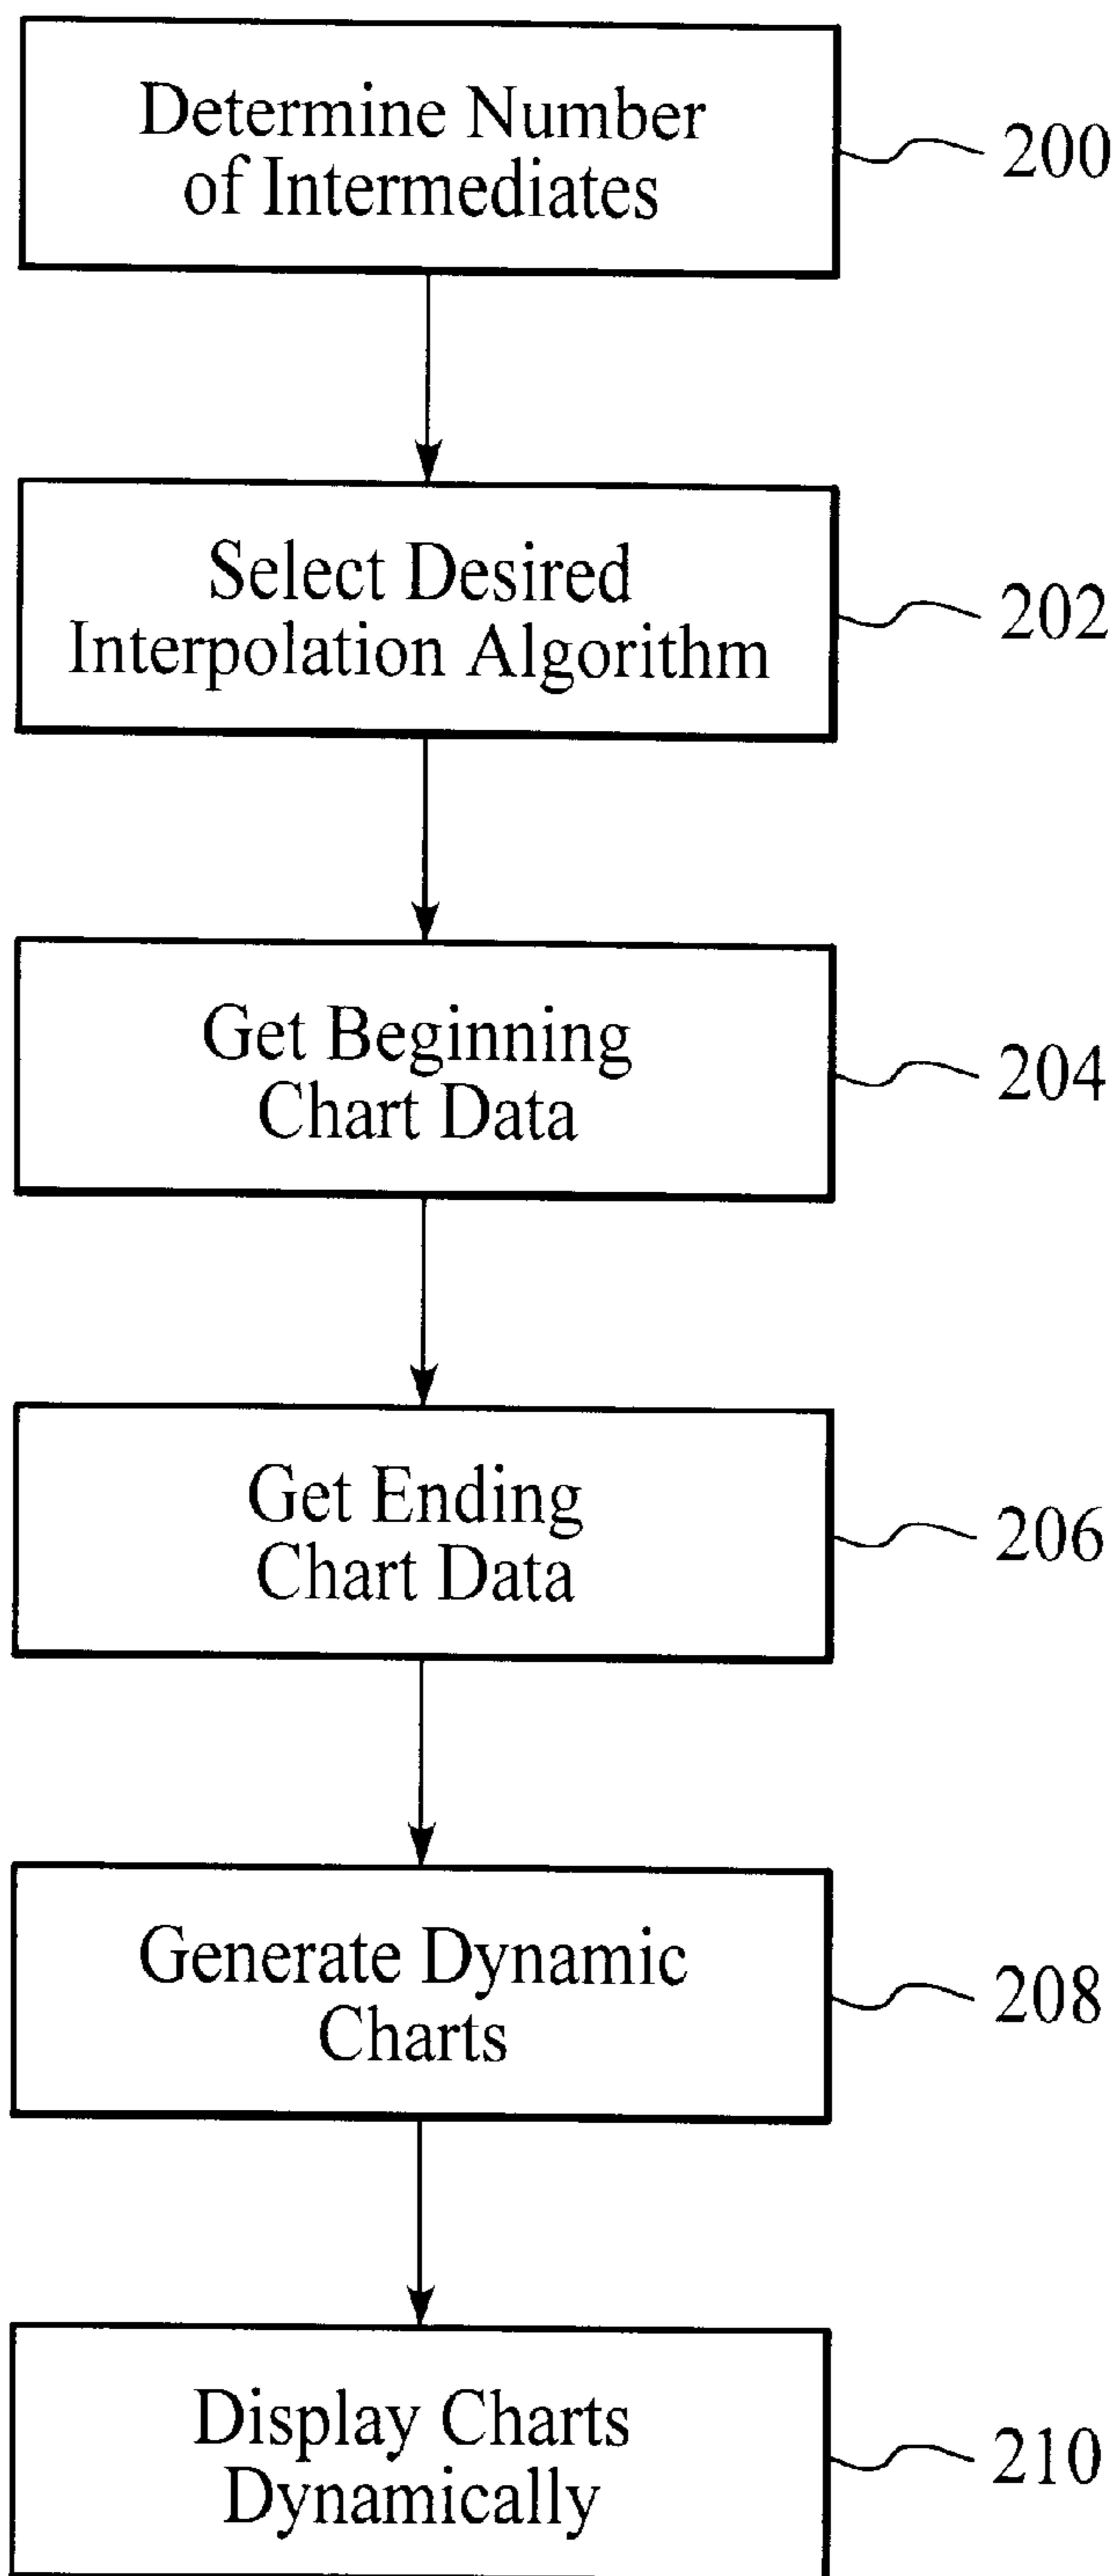 Determine Number
of Intermediates
200
Select Desired
Interpolation Algorithm
202
Get Beginning
Chart Data
204
Get Ending
Chart Data
206
Generate Dynamic
Charts
208
Display Charts
Dynamically
210